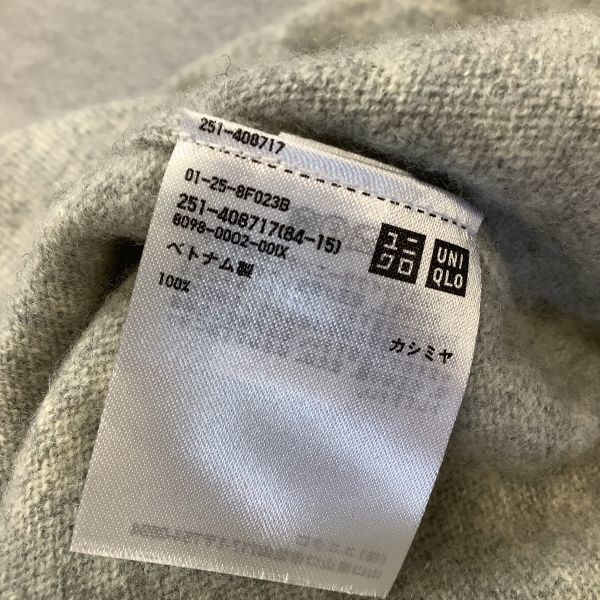 251-408717
01-25-8F023B
251-408717(84-15)
8098-0002-001X
ベトナム製
100% カシミヤ
ユニ
クロ
UNI
QLO